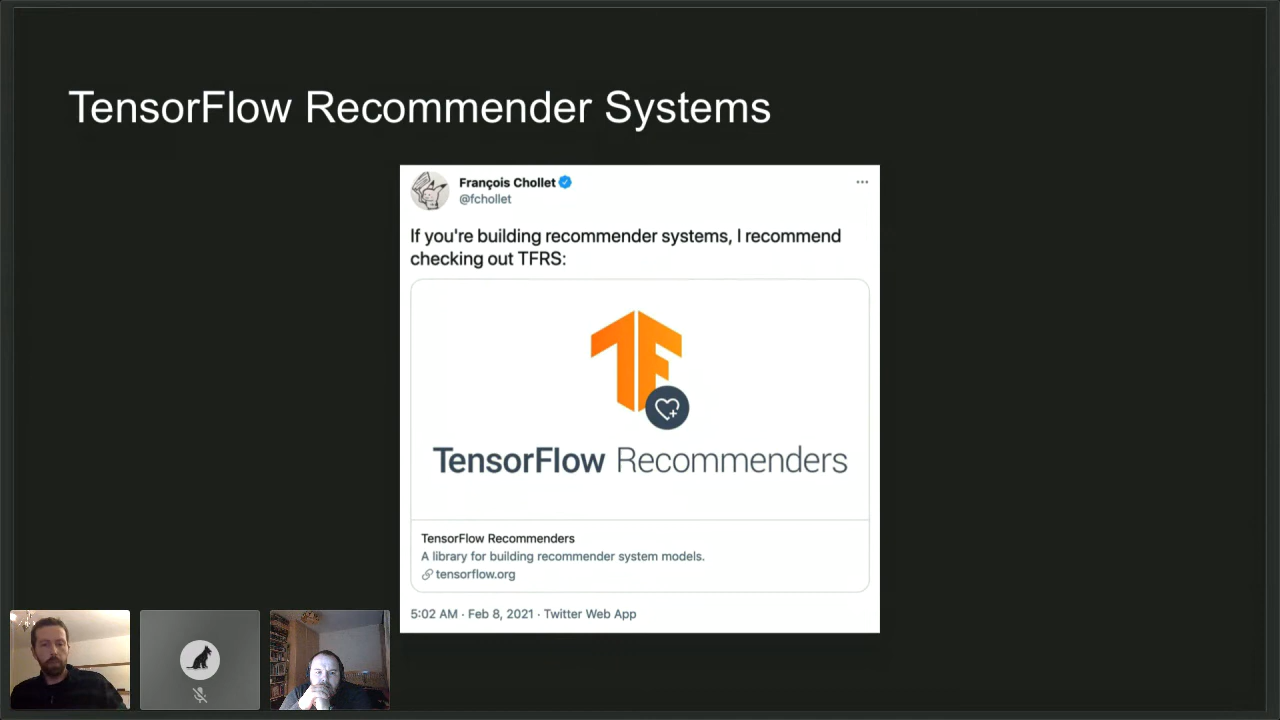 TensorFlow Recommender Systems
François Chollet
@fchollet
If you're building recommender systems, I recommend
checking out TFRS:
TensorFlow Recommenders
TensorFlow Recommenders
A library for building recommender system models.
tensorflow.org
5:02 AM · Feb 8, 2021 · Twitter Web App